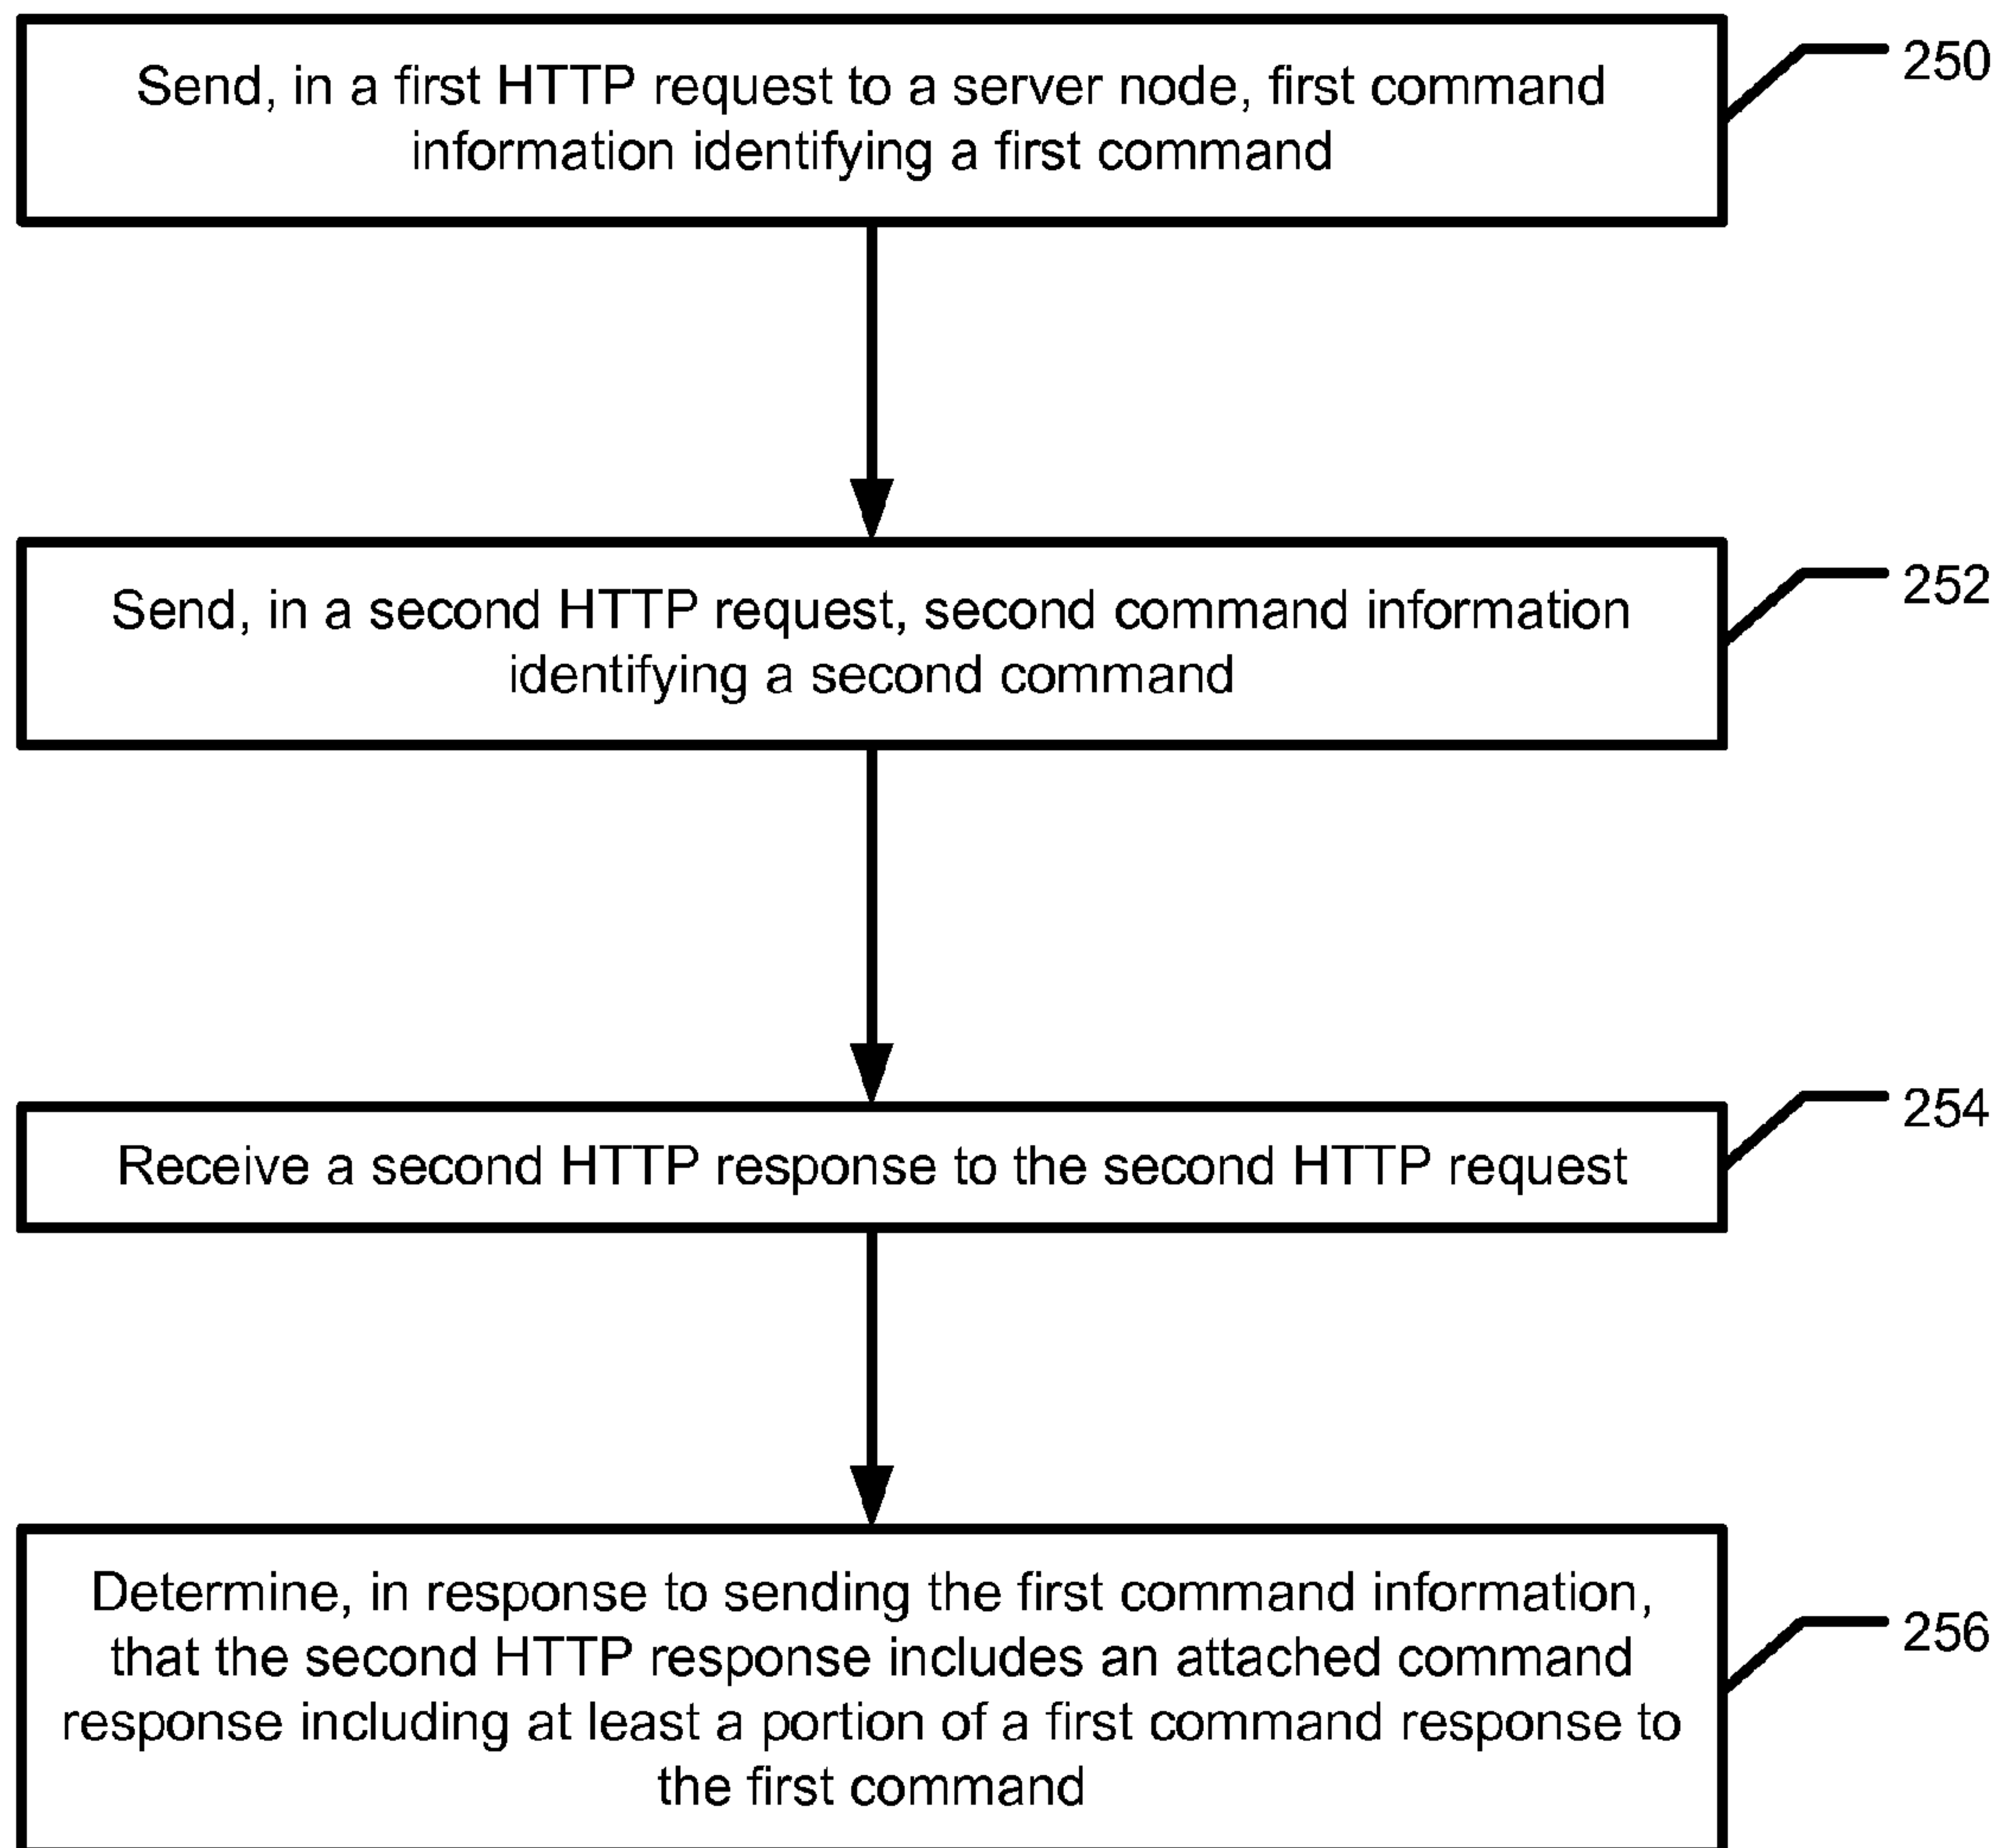 Send, in a first HTTP request to a server node, first command
information identifying a first command
250
Send, in a second HTTP request, second command information
identifying a second command
252
Receive a second HTTP response to the second HTTP request
254
Determine, in response to sending the first command information,
that the second HTTP response includes an attached command
response including at least a portion of a first command response to
the first command
256